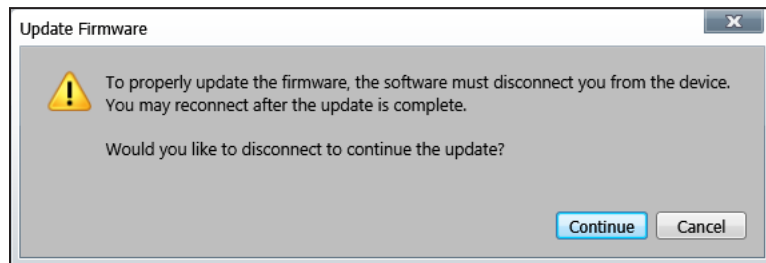 Update Firmware
To properly update the firmware, the software must disconnect you from the device.
You may reconnect after the update is complete.
Would you like to disconnect to continue the update?
Continue Cancel